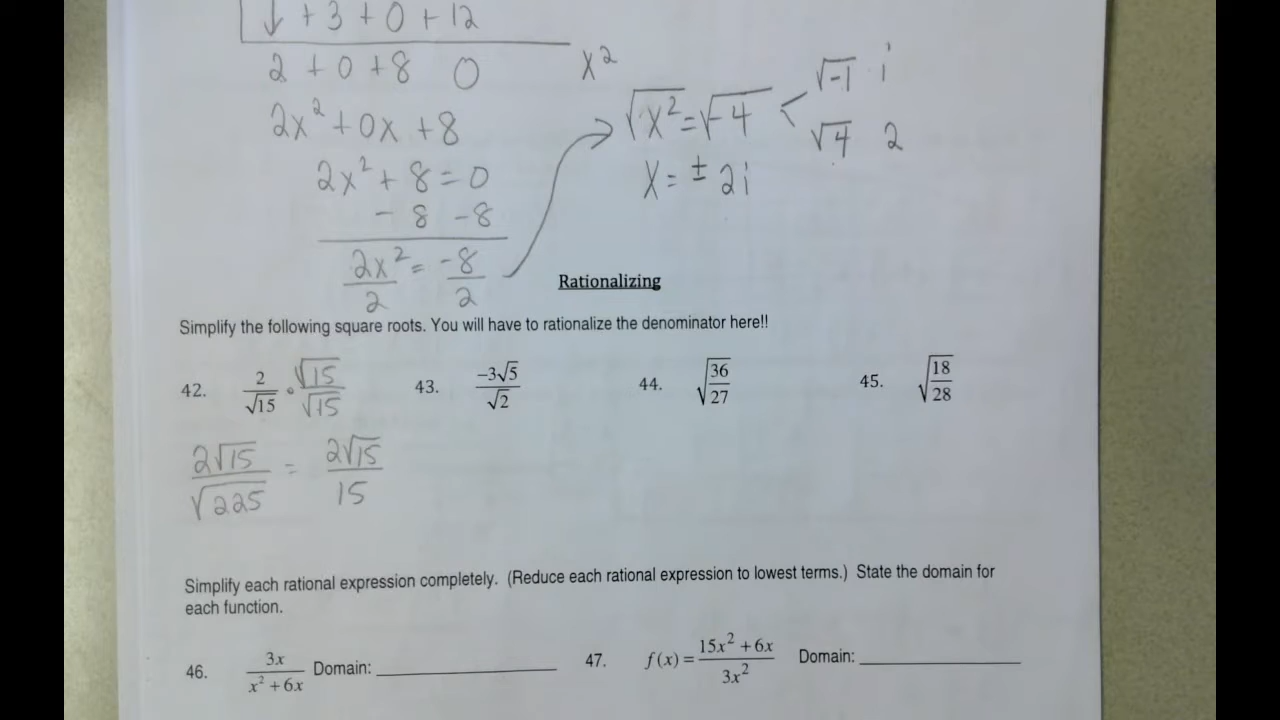 ↓ + 3 + 0 + 12
2 + 0 + 8 0
x²
2x² + 0x + 8
2x² + 8 = 0
- 8 - 8
2x²/2 = -8/2
√x² = √-4 < √-1 i
√4 2
x = ± 2i
Rationalizing
Simplify the following square roots. You will have to rationalize the denominator here!!
42. 2/√15 • √15/√15 43. -3√5/√2 44. √(36/27) 45. √(18/28)
2√15/√225 = 2√15/15
Simplify each rational expression completely. (Reduce each rational expression to lowest terms.) State the domain for
each function.
46. 3x/(x² + 6x) Domain: ____________ 47. f(x) = (15x² + 6x)/(3x²) Domain: ____________